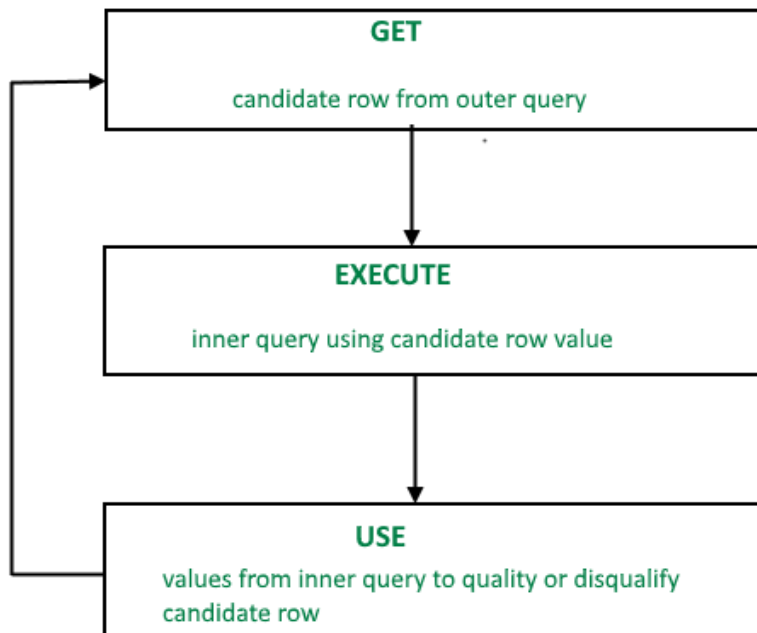 GET
candidate row from outer query
EXECUTE
inner query using candidate row value
USE
values from inner query to quality or disqualify
candidate row